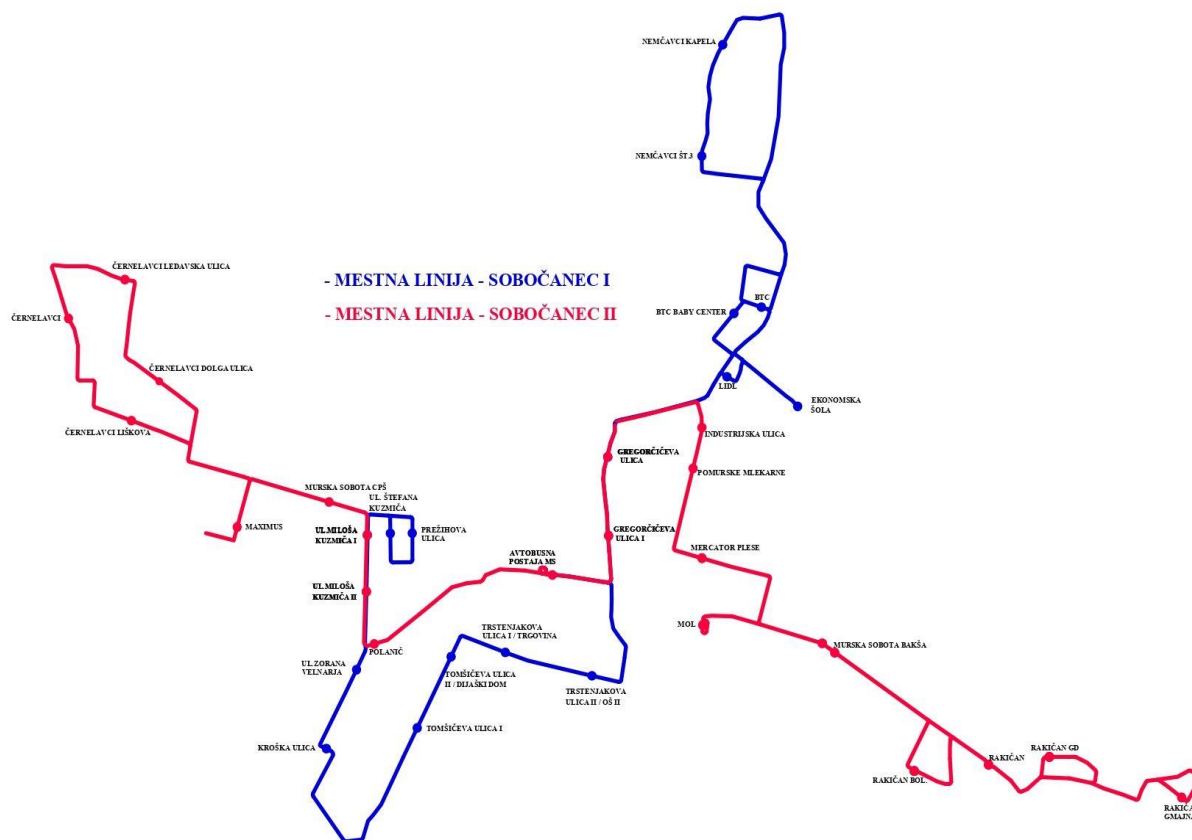 NEMČAVCI KAPELA
NEMČAVCI ŠT.3
ČERNELAVCI LEDAVSKA ULICA
- MESTNA LINIJA - SOBOČANEC I
- MESTNA LINIJA - SOBOČANEC II
BTC
BTC BABY CENTER
ČERNELAVCI
ČERNELAVCI DOLGA ULICA
LIDL
EKONOMSKA
ŠOLA
ČERNELAVCI LIŠKOVA
INDUSTRIJSKA ULICA
GREGORČIČEVA
ULICA
POMURSKE MLEKARNE
MURSKA SOBOTA CPŠ
UL. ŠTEFANA
KUZMIČA
MAXIMUS
UL.MILOŠA
KUZMIČA I
PREŽIHOVA
ULICA
GREGORČIČEVA
ULICA I
MERCATOR PLESE
AVTOBUSNA
POSTAJA MS
UL.MILOŠA
KUZMIČA II
MOL
TRSTENJAKOVA
ULICA I / TRGOVINA
POLANIČ
MURSKA SOBOTA BAKŠA
UL.ZORANA
VELNARJA
TOMŠIČEVA ULICA
II / DIJAŠKI DOM
TRSTENJAKOVA
ULICA II / OŠ II
TOMŠIČEVA ULICA I
KROŠKA ULICA
RAKIČAN
RAKIČAN GD
RAKIČAN BOL.
RAKIČA
GMAJNA